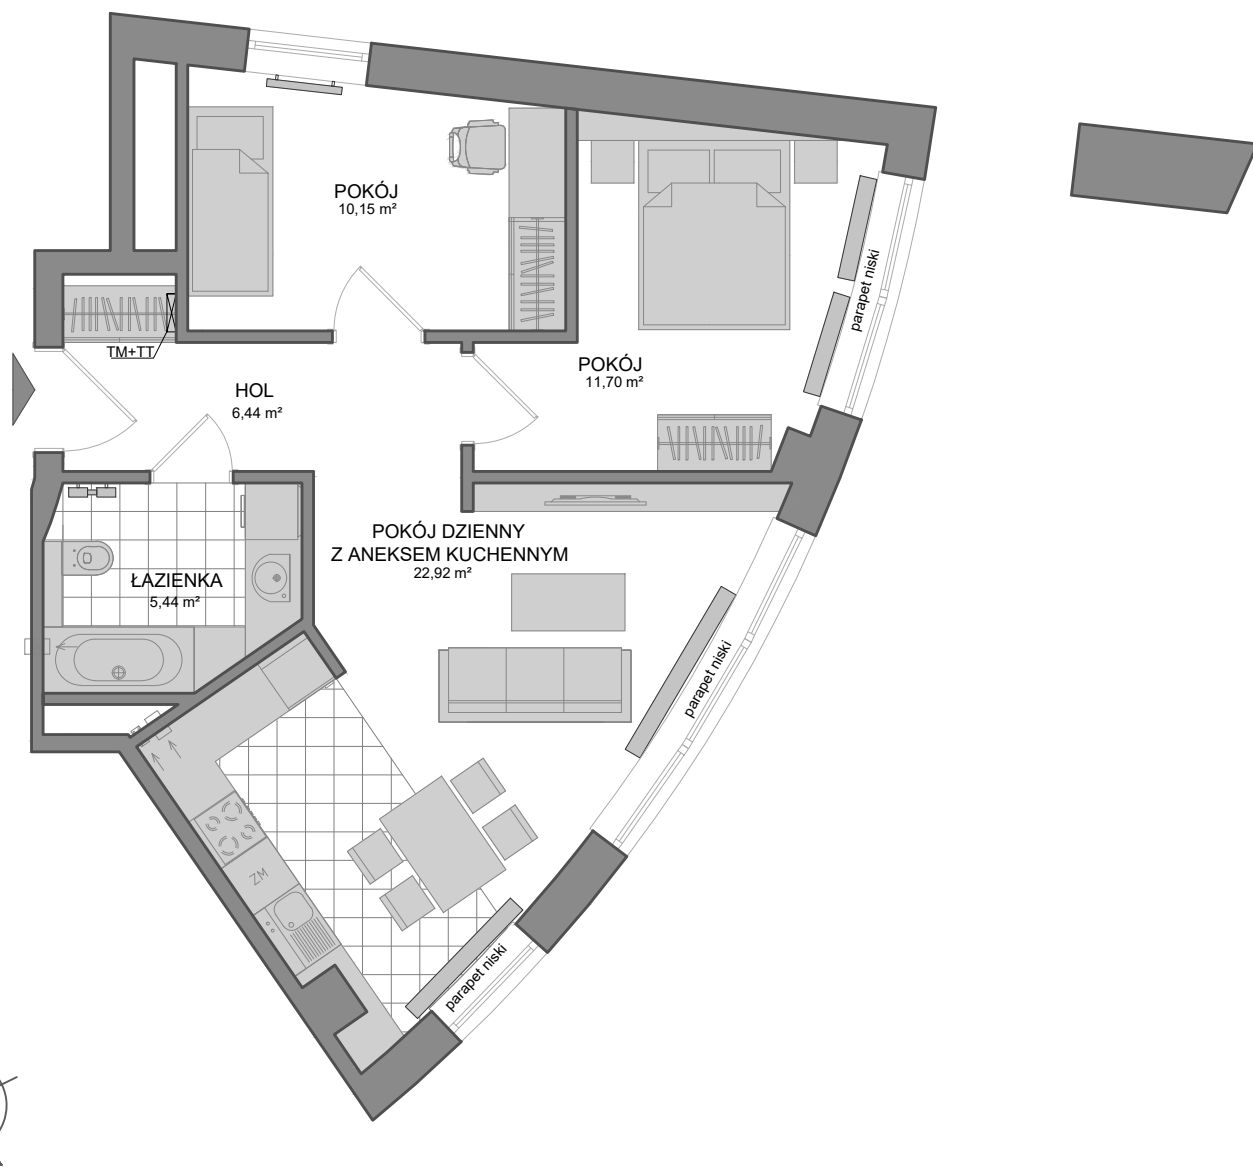 POKÓJ
10,15 m²
parapet niski
TM+TT
POKÓJ
11,70 m²
HOL
6,44 m²
POKÓJ DZIENNY
Z ANEKSEM KUCHENNYM
22,92 m²
ŁAZIENKA
5,44 m²
parapet niski
ZM
parapet niski